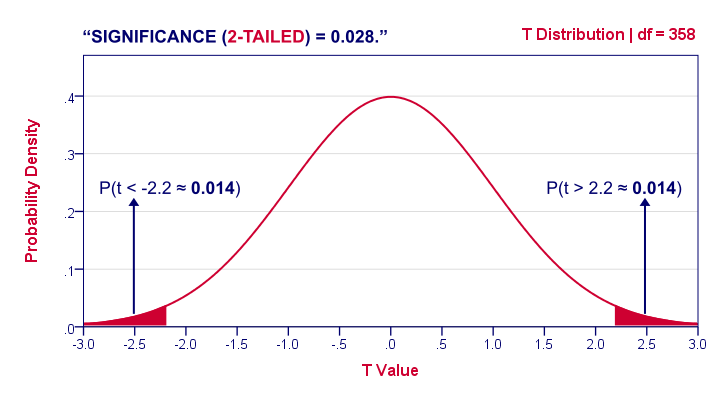 “SIGNIFICANCE (2-TAILED) = 0.028.”
T Distribution | df = 358
Probability Density
.4
.3
.2
.1
.0
P(t < -2.2 ≈ 0.014)
P(t > 2.2 ≈ 0.014)
-3.0 -2.5 -2.0 -1.5 -1.0 -.5 .0 .5 1.0 1.5 2.0 2.5 3.0
T Value